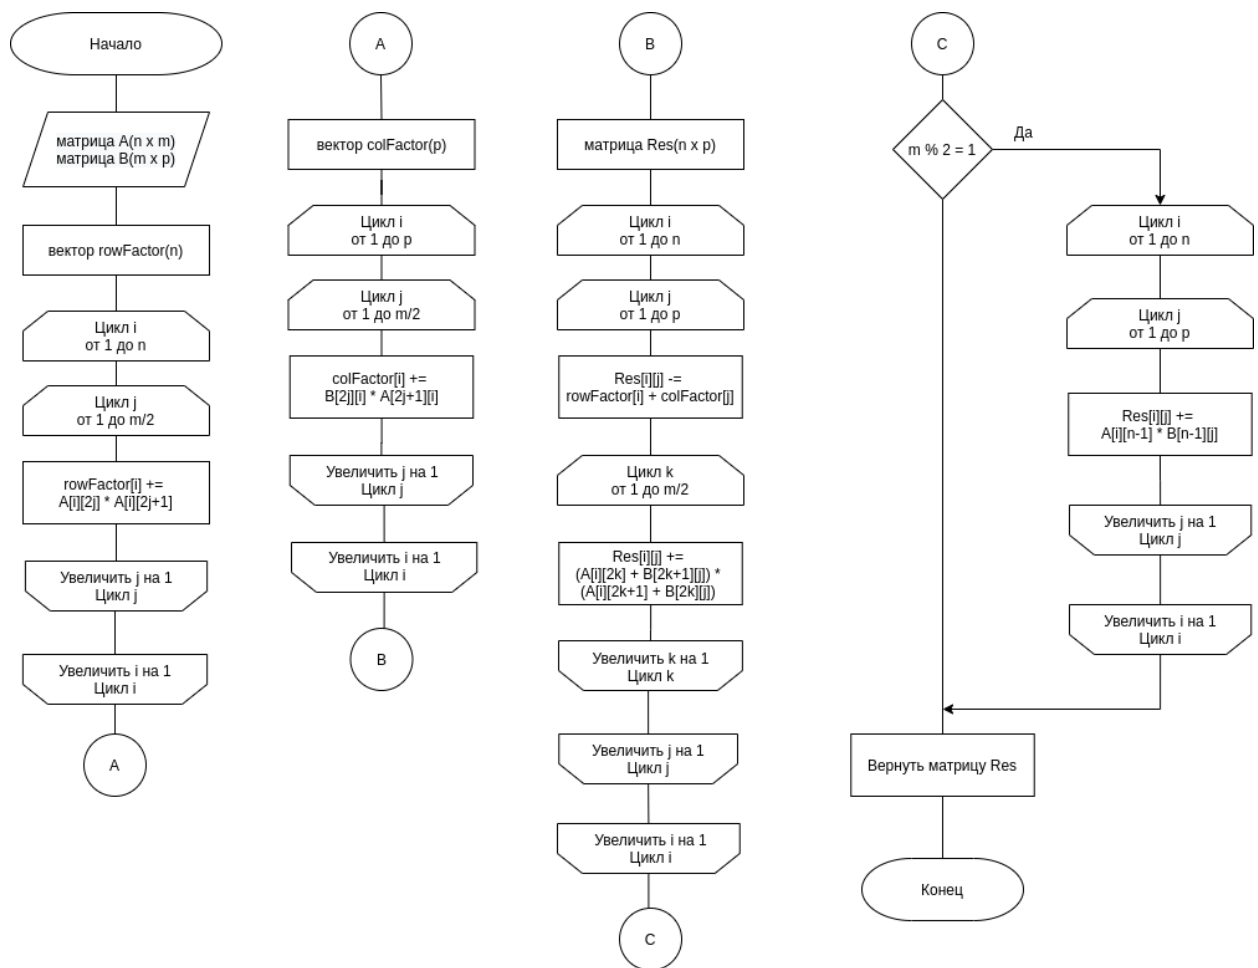 Начало
матрица A(n x m)
матрица B(m x p)
вектор rowFactor(n)
Цикл i
от 1 до n
Цикл j
от 1 до m/2
rowFactor[i] +=
A[i][2j] * A[i][2j+1]
Увеличить j на 1
Цикл j
Увеличить i на 1
Цикл i
A
A
вектор colFactor(p)
Цикл i
от 1 до p
Цикл j
от 1 до m/2
colFactor[i] +=
B[2j][i] * A[2j+1][i]
Увеличить j на 1
Цикл j
Увеличить i на 1
Цикл i
B
B
матрица Res(n x p)
Цикл i
от 1 до n
Цикл j
от 1 до p
Res[i][j] -=
rowFactor[i] + colFactor[j]
Цикл k
от 1 до m/2
Res[i][j] +=
(A[i][2k] + B[2k+1][j]) *
(A[i][2k+1] + B[2k][j])
Увеличить k на 1
Цикл k
Увеличить j на 1
Цикл j
Увеличить i на 1
Цикл i
C
C
m % 2 = 1
Да
Цикл i
от 1 до n
Цикл j
от 1 до p
Res[i][j] +=
A[i][n-1] * B[n-1][j]
Увеличить j на 1
Цикл j
Увеличить i на 1
Цикл i
Вернуть матрицу Res
Конец